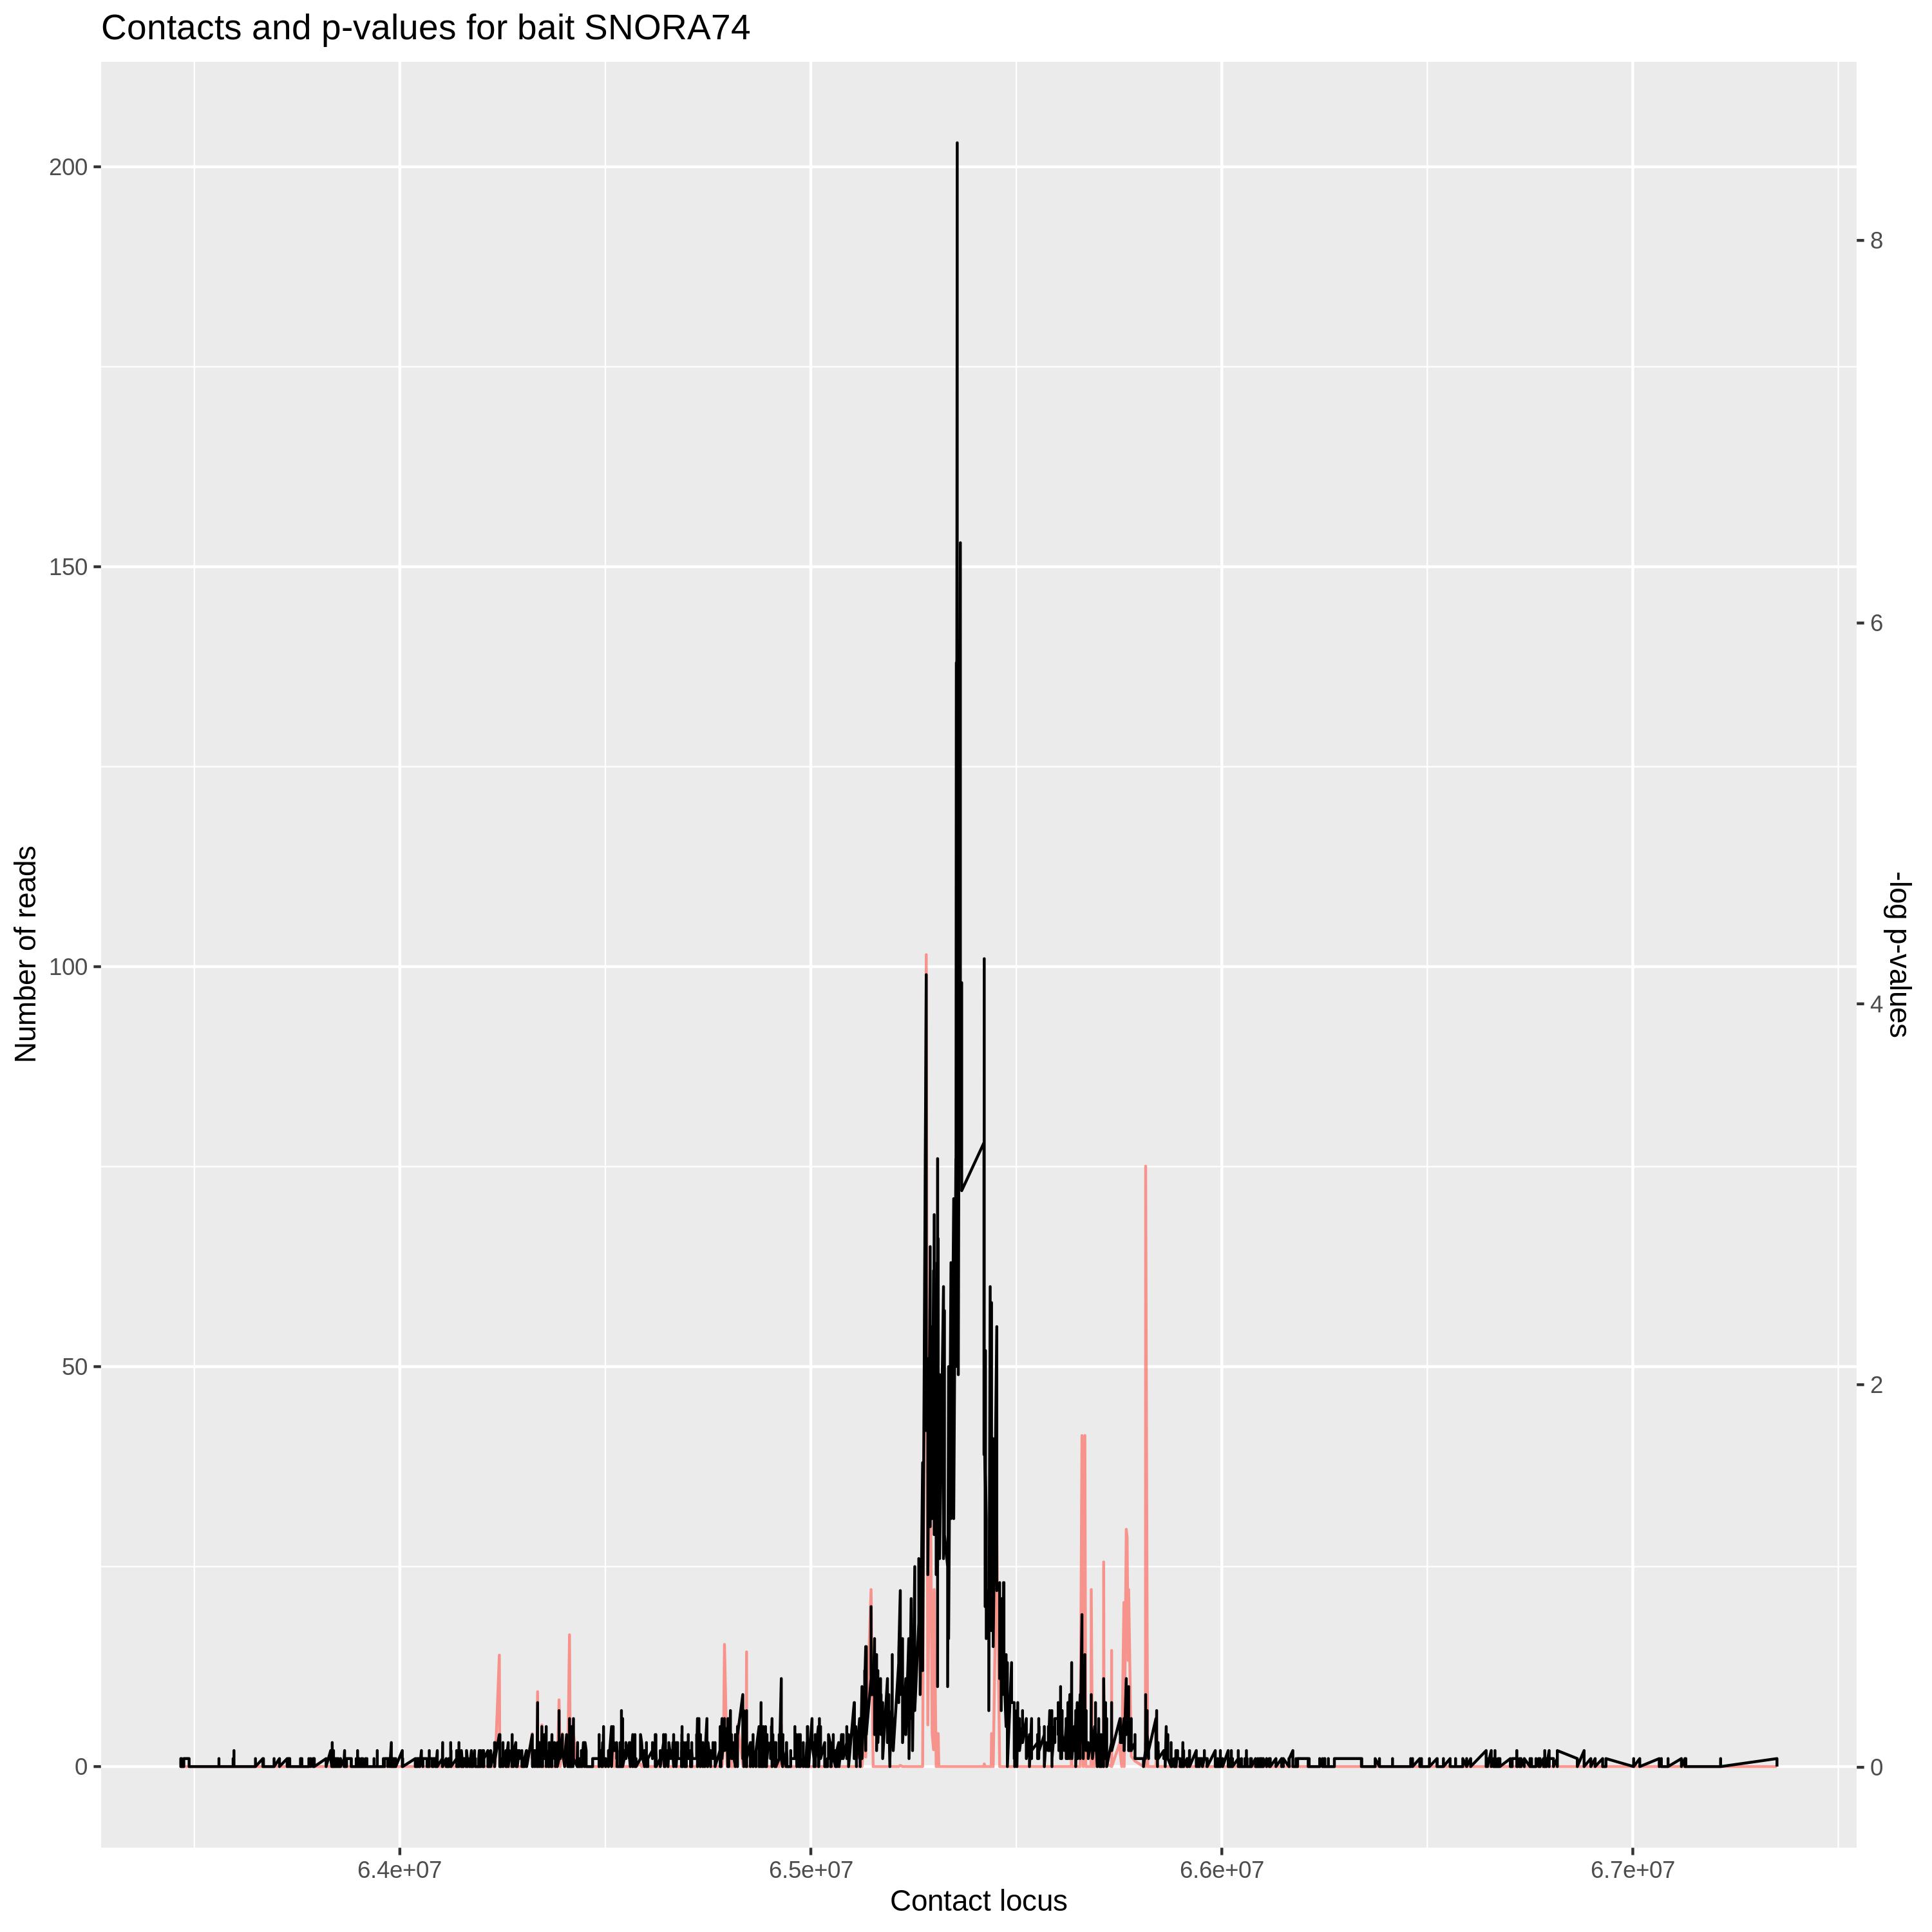 Contacts and p-values for bait SNORA74
200
150
100
50
0
Number of reads
8
6
4
2
0
-log p-values
6.4e+07
6.5e+07
6.6e+07
6.7e+07
Contact locus